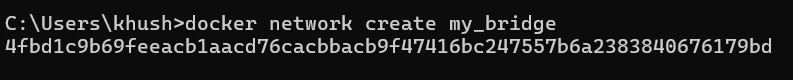 C:\Users\khush>docker network create my_bridge
4fbd1c9b69feeacb1aacd76cacbbacb9f47416bc247557b6a2383840676179bd